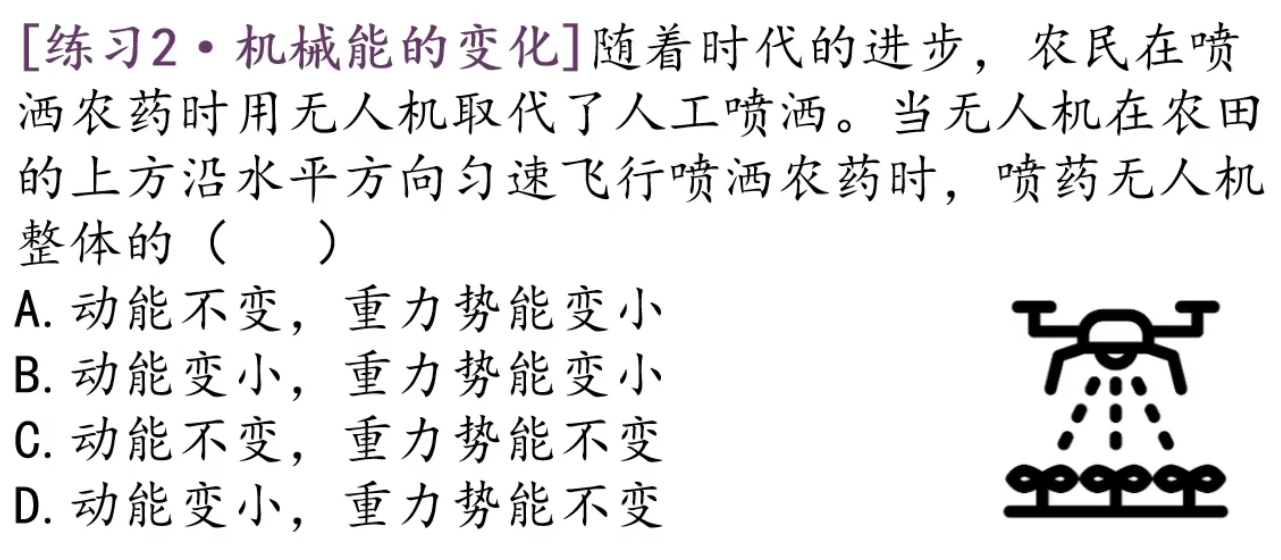 [练习2·机械能的变化]随着时代的进步，农民在喷
洒农药时用无人机取代了人工喷洒。当无人机在农田
的上方沿水平方向匀速飞行喷洒农药时，喷药无人机
整体的（　　）
A.动能不变，重力势能变小
B.动能变小，重力势能变小
C.动能不变，重力势能不变
D.动能变小，重力势能不变